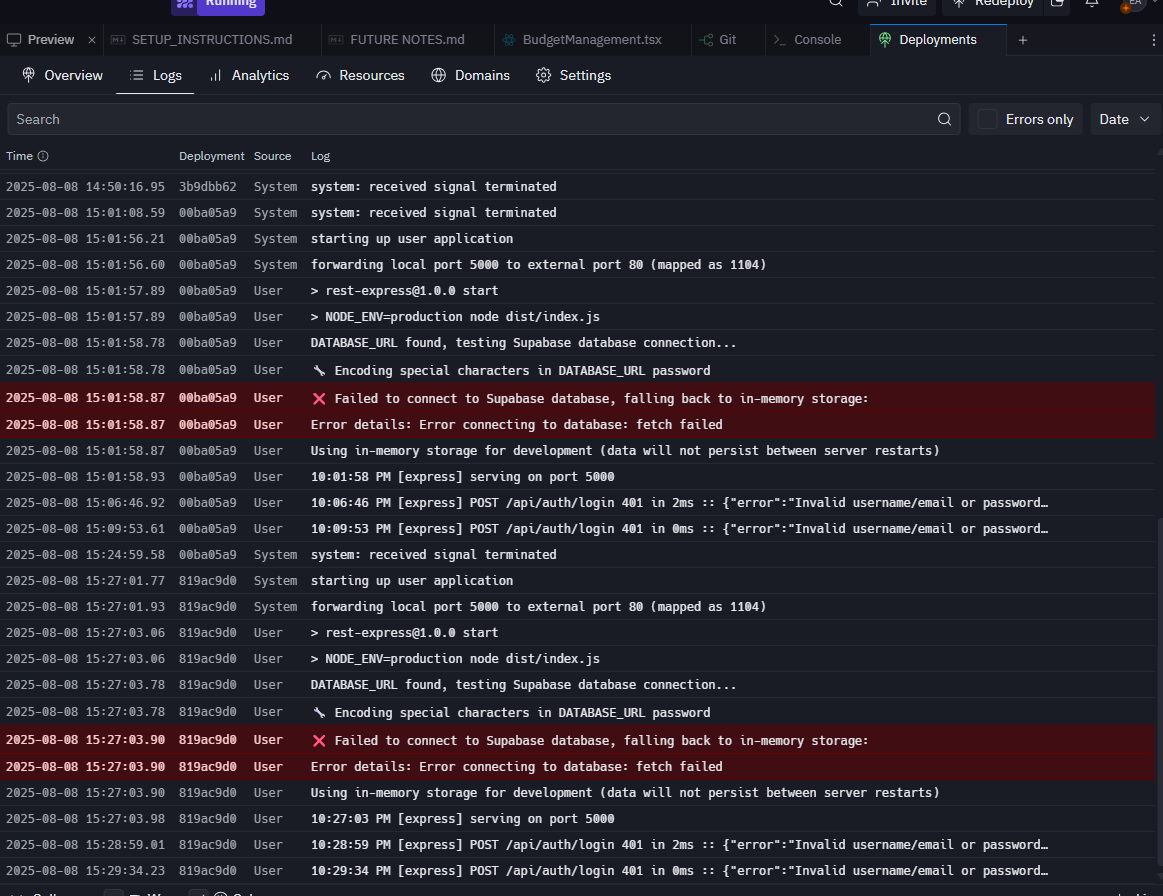 Running
Invite
Redeploy
EA
Preview × SETUP_INSTRUCTIONS.md FUTURE NOTES.md BudgetManagement.tsx Git Console Deployments +
Overview Logs Analytics Resources Domains Settings
Search Errors only Date
Time Deployment Source Log
2025-08-08 14:50:16.95 3b9dbb62 System system: received signal terminated
2025-08-08 15:01:08.59 00ba05a9 System system: received signal terminated
2025-08-08 15:01:56.21 00ba05a9 System starting up user application
2025-08-08 15:01:56.60 00ba05a9 System forwarding local port 5000 to external port 80 (mapped as 1104)
2025-08-08 15:01:57.89 00ba05a9 User > rest-express@1.0.0 start
2025-08-08 15:01:57.89 00ba05a9 User > NODE_ENV=production node dist/index.js
2025-08-08 15:01:58.78 00ba05a9 User DATABASE_URL found, testing Supabase database connection...
2025-08-08 15:01:58.78 00ba05a9 User 🔧 Encoding special characters in DATABASE_URL password
2025-08-08 15:01:58.87 00ba05a9 User ❌ Failed to connect to Supabase database, falling back to in-memory storage:
2025-08-08 15:01:58.87 00ba05a9 User Error details: Error connecting to database: fetch failed
2025-08-08 15:01:58.87 00ba05a9 User Using in-memory storage for development (data will not persist between server restarts)
2025-08-08 15:01:58.93 00ba05a9 User 10:01:58 PM [express] serving on port 5000
2025-08-08 15:06:46.92 00ba05a9 User 10:06:46 PM [express] POST /api/auth/login 401 in 2ms :: {"error":"Invalid username/email or password…
2025-08-08 15:09:53.61 00ba05a9 User 10:09:53 PM [express] POST /api/auth/login 401 in 0ms :: {"error":"Invalid username/email or password…
2025-08-08 15:24:59.58 00ba05a9 System system: received signal terminated
2025-08-08 15:27:01.77 819ac9d0 System starting up user application
2025-08-08 15:27:01.93 819ac9d0 System forwarding local port 5000 to external port 80 (mapped as 1104)
2025-08-08 15:27:03.06 819ac9d0 User > rest-express@1.0.0 start
2025-08-08 15:27:03.06 819ac9d0 User > NODE_ENV=production node dist/index.js
2025-08-08 15:27:03.78 819ac9d0 User DATABASE_URL found, testing Supabase database connection...
2025-08-08 15:27:03.78 819ac9d0 User 🔧 Encoding special characters in DATABASE_URL password
2025-08-08 15:27:03.90 819ac9d0 User ❌ Failed to connect to Supabase database, falling back to in-memory storage:
2025-08-08 15:27:03.90 819ac9d0 User Error details: Error connecting to database: fetch failed
2025-08-08 15:27:03.90 819ac9d0 User Using in-memory storage for development (data will not persist between server restarts)
2025-08-08 15:27:03.98 819ac9d0 User 10:27:03 PM [express] serving on port 5000
2025-08-08 15:28:59.01 819ac9d0 User 10:28:59 PM [express] POST /api/auth/login 401 in 2ms :: {"error":"Invalid username/email or password…
2025-08-08 15:29:34.23 819ac9d0 User 10:29:34 PM [express] POST /api/auth/login 401 in 0ms :: {"error":"Invalid username/email or password…